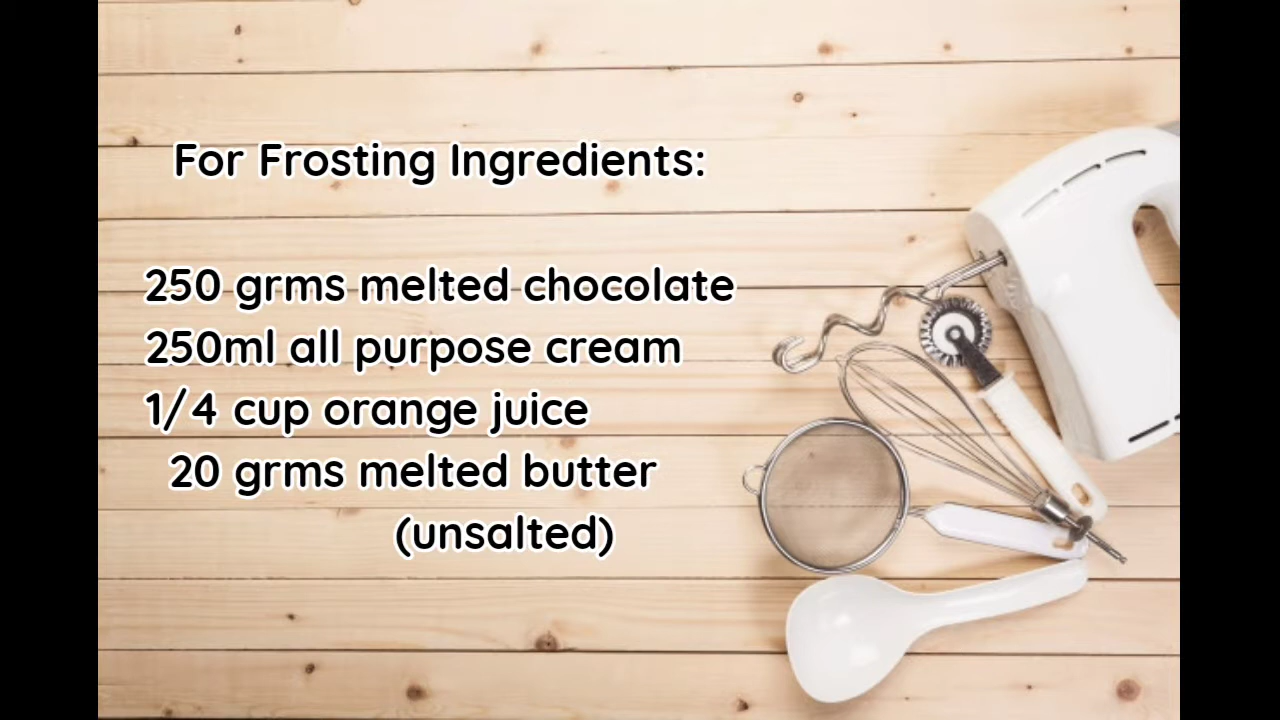 For Frosting Ingredients:
250 grms melted chocolate
250ml all purpose cream
1/4 cup orange juice
20 grms melted butter
(unsalted)